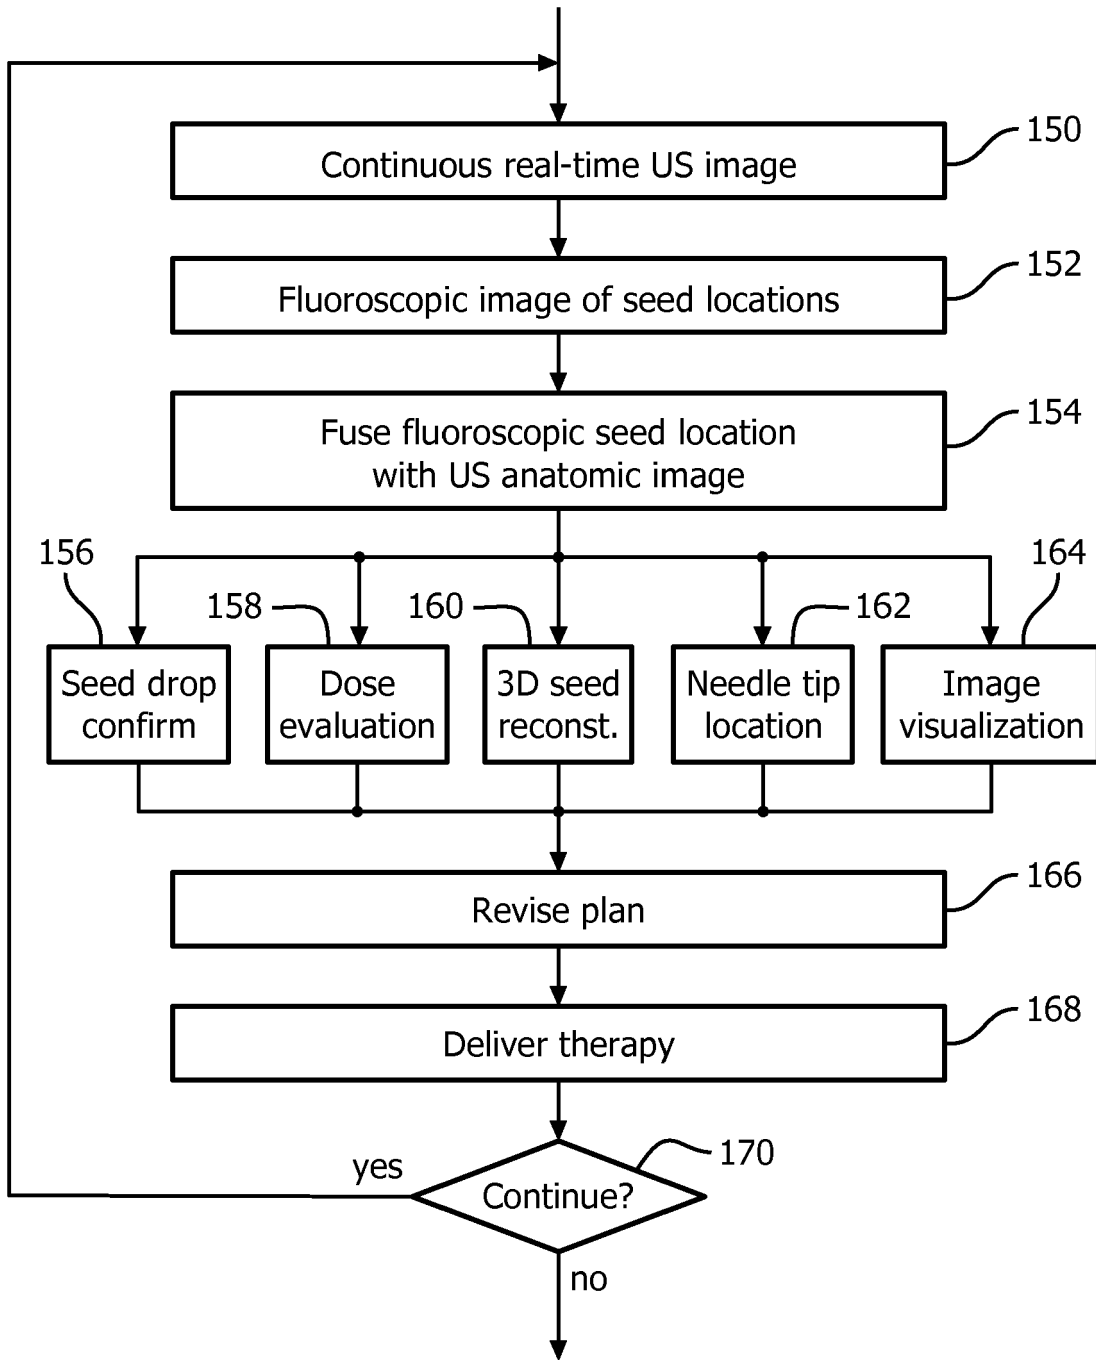 150
Continuous real-time US image
152
Fluoroscopic image of seed locations
154
Fuse fluoroscopic seed location
with US anatomic image
156
158
160
162
164
Seed drop
confirm
Dose
evaluation
3D seed
reconst.
Needle tip
location
Image
visualization
166
Revise plan
168
Deliver therapy
170
yes
Continue?
no